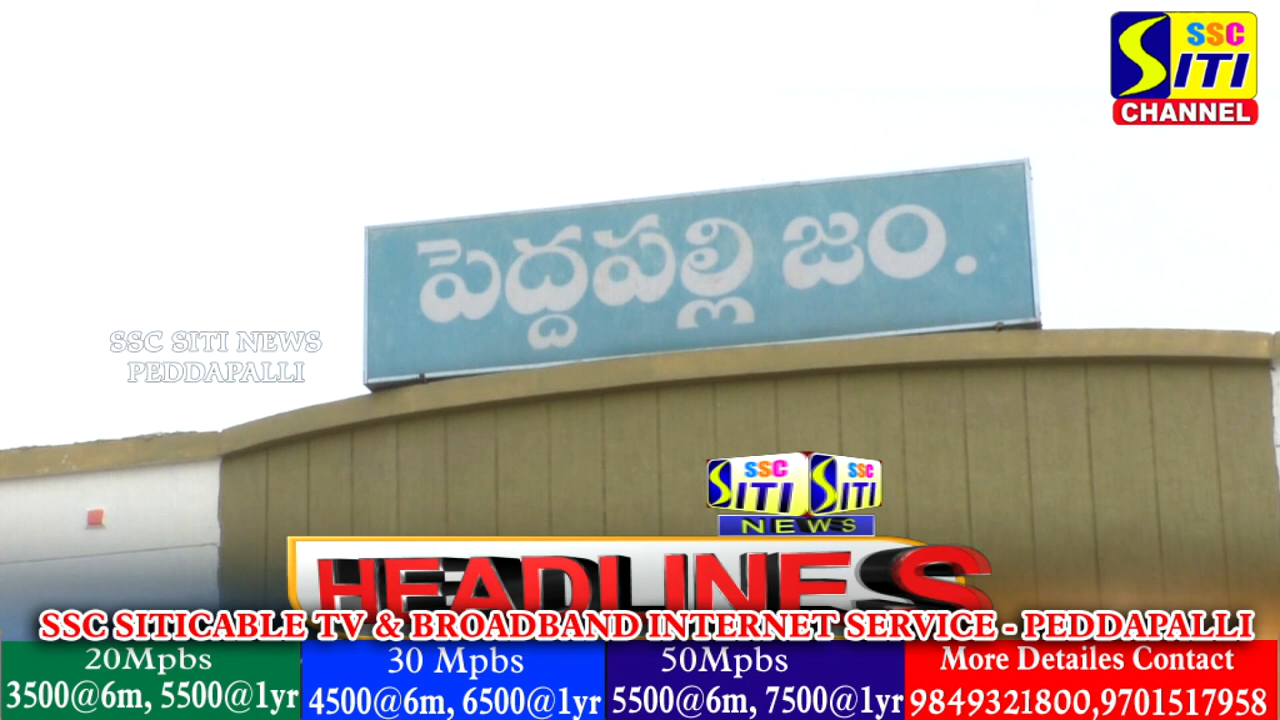 SSC
SITI
CHANNEL
పెద్దపల్లి జం.
SSC SITI NEWS
PEDDAPALLI
SSC SSC
SITI SITI
NEWS
HEADLINES
SSC SITICABLE TV & BROADBAND INTERNET SERVICE - PEDDAPALLI
20Mpbs
3500@6m, 5500@1yr
30 Mpbs
4500@6m, 6500@1yr
50Mpbs
5500@6m, 7500@1yr
More Detailes Contact
9849321800,9701517958